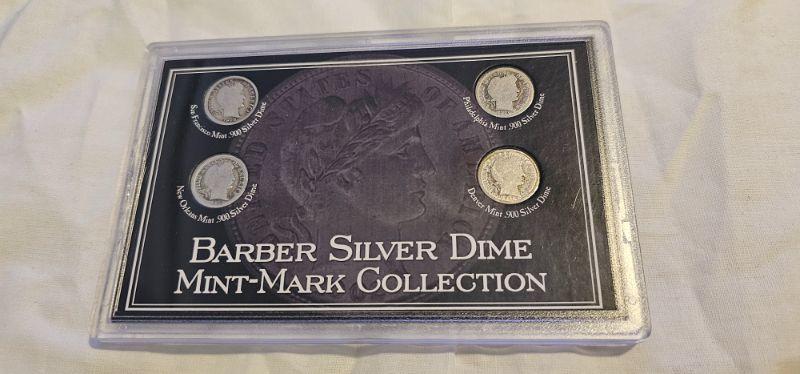 San Francisco Mint .900 Silver Dime
Philadelphia Mint .900 Silver Dime
New Orleans Mint .900 Silver Dime
Denver Mint .900 Silver Dime
BARBER SILVER DIME
MINT-MARK COLLECTION